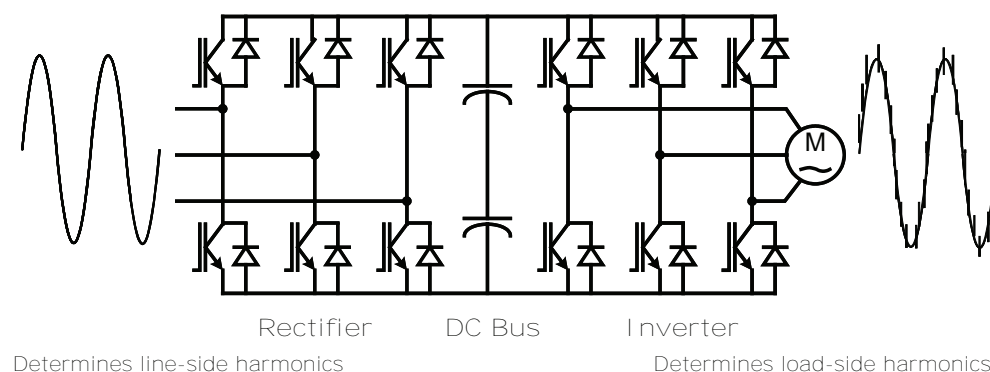 M
Rectifier
DC Bus
Inverter
Determines line-side harmonics
Determines load-side harmonics